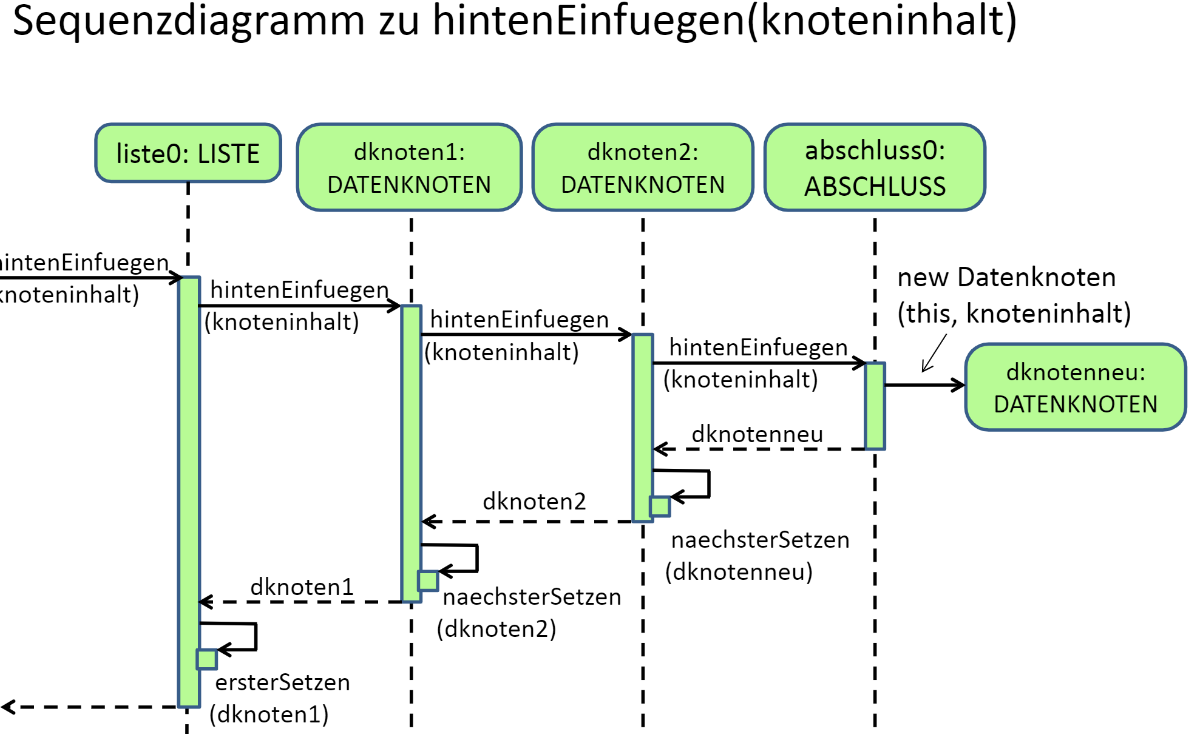 Sequenzdiagramm zu hintenEinfuegen(knoteninhalt)
liste0: LISTE
dknoten1:
DATENKNOTEN
dknoten2:
DATENKNOTEN
abschluss0:
ABSCHLUSS
hintenEinfuegen
(knoteninhalt)
hintenEinfuegen
(knoteninhalt)
hintenEinfuegen
(knoteninhalt)
hintenEinfuegen
(knoteninhalt)
new Datenknoten
(this, knoteninhalt)
dknotenneu:
DATENKNOTEN
dknotenneu
naechsterSetzen
(dknotenneu)
dknoten2
naechsterSetzen
(dknoten2)
dknoten1
ersterSetzen
(dknoten1)